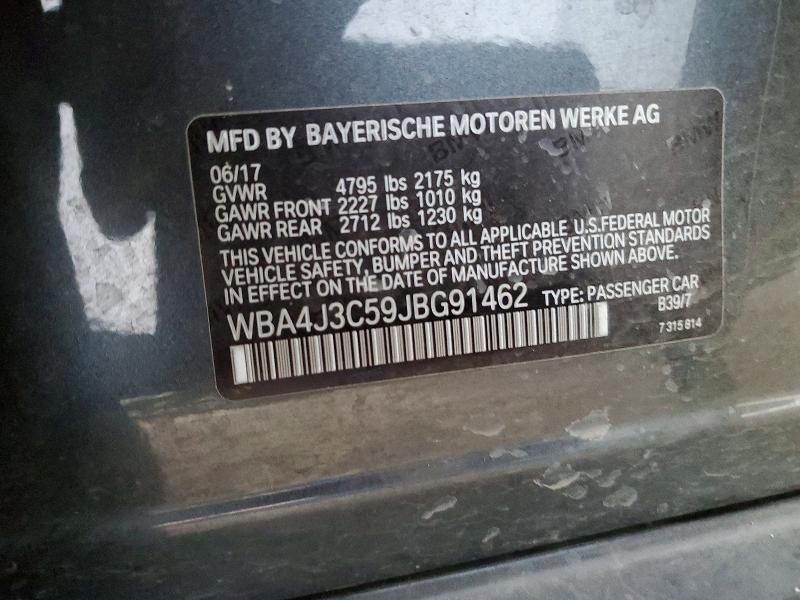 MFD BY BAYERISCHE MOTOREN WERKE AG
06/17
GVWR 4795 lbs 2175 kg
GAWR FRONT 2227 lbs 1010 kg
GAWR REAR 2712 lbs 1230 kg
THIS VEHICLE CONFORMS TO ALL APPLICABLE U.S.FEDERAL MOTOR
VEHICLE SAFETY, BUMPER AND THEFT PREVENTION STANDARDS
IN EFFECT ON THE DATE OF MANUFACTURE SHOWN ABOVE.
WBA4J3C59JBG91462 TYPE: PASSENGER CAR
B39/7
7 315 814